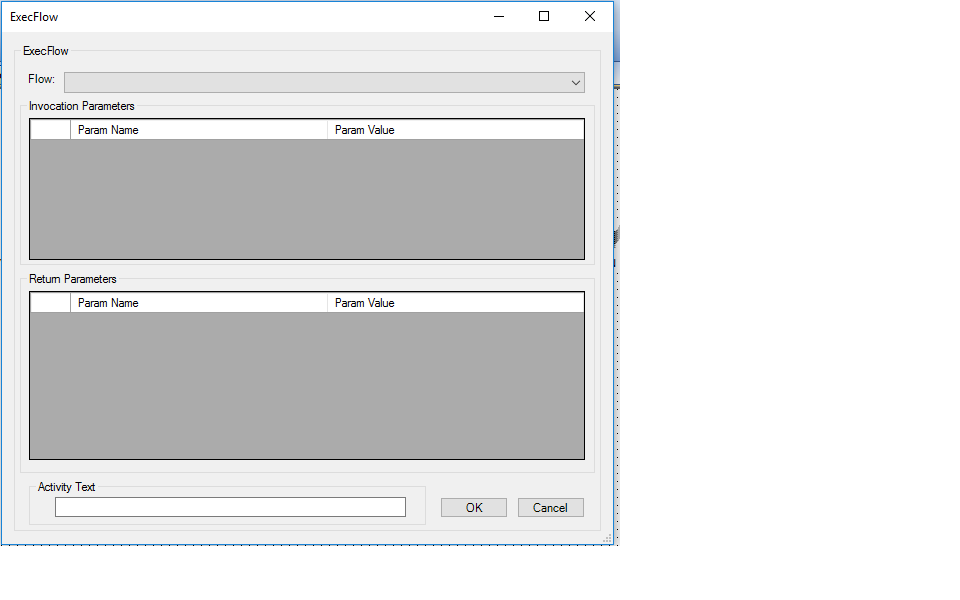 ExecFlow
ExecFlow
Flow:
Invocation Parameters
Param Name Param Value
Return Parameters
Param Name Param Value
Activity Text
OK Cancel